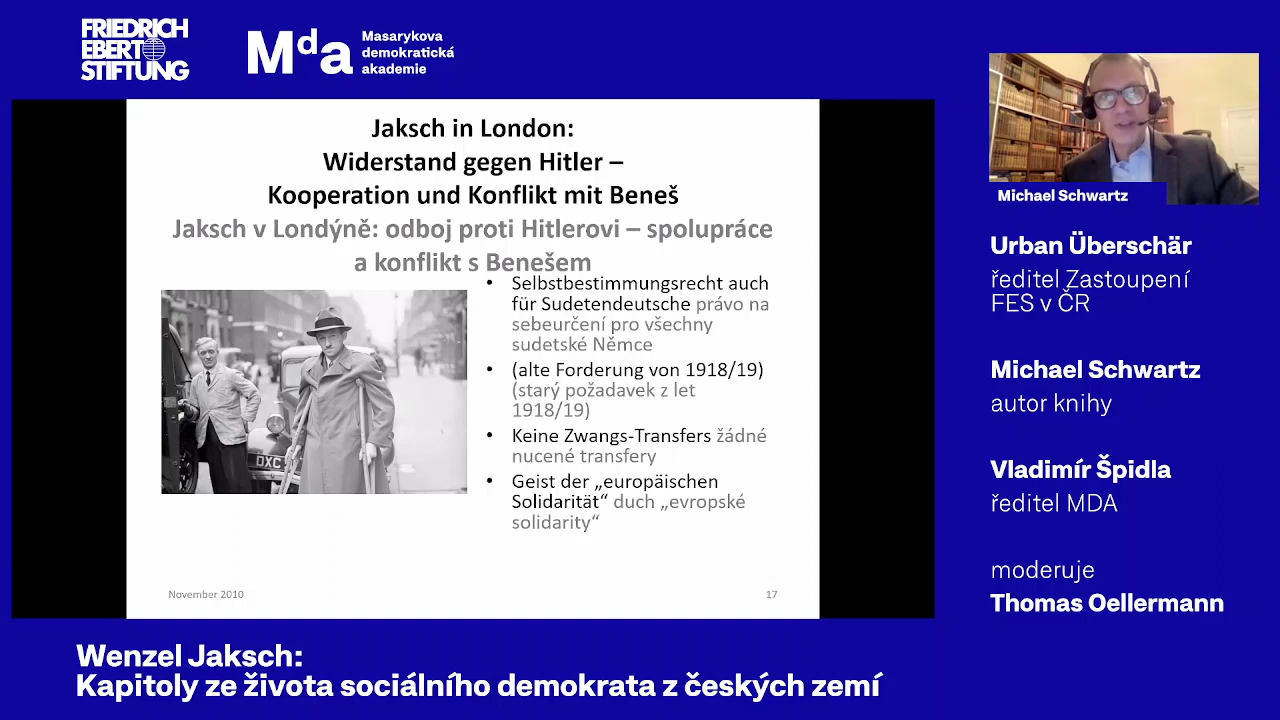 FRIEDRICH
EBERT
STIFTUNG
Mda
Masarykova
demokratická
akademie
Jaksch in London:
Widerstand gegen Hitler –
Kooperation und Konflikt mit Beneš
Jaksch v Londýně: odboj proti Hitlerovi – spolupráce
a konflikt s Benešem
• Selbstbestimmungsrecht auch
für Sudetendeutsche právo na
sebeurčení pro všechny
sudetské Němce
• (alte Forderung von 1918/19)
(starý požadavek z let
1918/19)
• Keine Zwangs-Transfers žádné
nucené transfery
• Geist der „europäischen
Solidarität“ duch „evropské
solidarity“
DXC
November 2010
17
Michael Schwartz
Urban Überschär
ředitel Zastoupení
FES v ČR
Michael Schwartz
autor knihy
Vladimír Špidla
ředitel MDA
moderuje
Thomas Oellermann
Wenzel Jaksch:
Kapitoly ze života sociálního demokrata z českých zemí